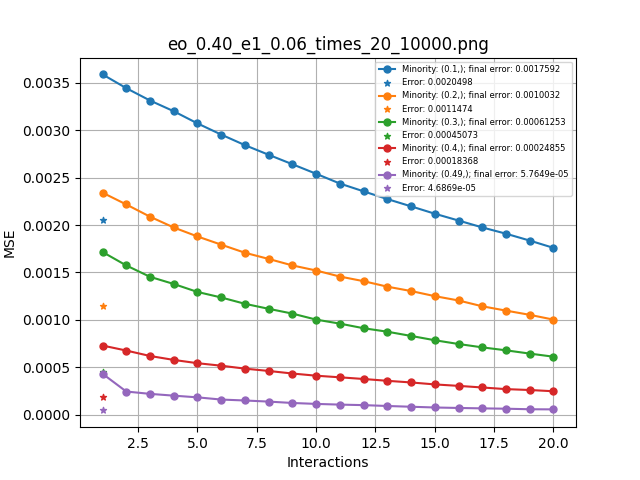 eo_0.40_e1_0.06_times_20_10000.png
Minority: (0.1,); final error: 0.0017592
Error: 0.0020498
Minority: (0.2,); final error: 0.0010032
Error: 0.0011474
Minority: (0.3,); final error: 0.00061253
Error: 0.00045073
Minority: (0.4,); final error: 0.00024855
Error: 0.00018368
Minority: (0.49,); final error: 5.7649e-05
Error: 4.6869e-05
MSE
0.0035
0.0030
0.0025
0.0020
0.0015
0.0010
0.0005
0.0000
2.5 5.0 7.5 10.0 12.5 15.0 17.5 20.0
Interactions